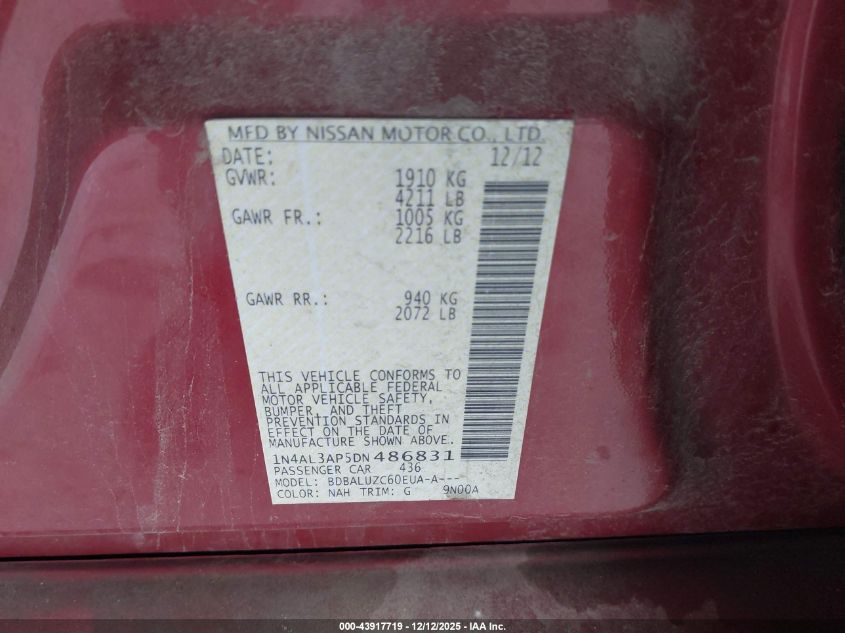 MFD BY NISSAN MOTOR CO., LTD.
DATE: 12/12
GVWR: 1910 KG
4211 LB
GAWR FR.: 1005 KG
2216 LB
GAWR RR.: 940 KG
2072 LB
THIS VEHICLE CONFORMS TO
ALL APPLICABLE FEDERAL
MOTOR VEHICLE SAFETY,
BUMPER, AND THEFT
PREVENTION STANDARDS IN
EFFECT ON THE DATE OF
MANUFACTURE SHOWN ABOVE.
1N4AL3AP5DN486831
PASSENGER CAR 436
MODEL: BDBALUZC60EUA-A---
COLOR: NAH TRIM: G 9N00A
000-43917719 - 12/12/2025 - IAA Inc.